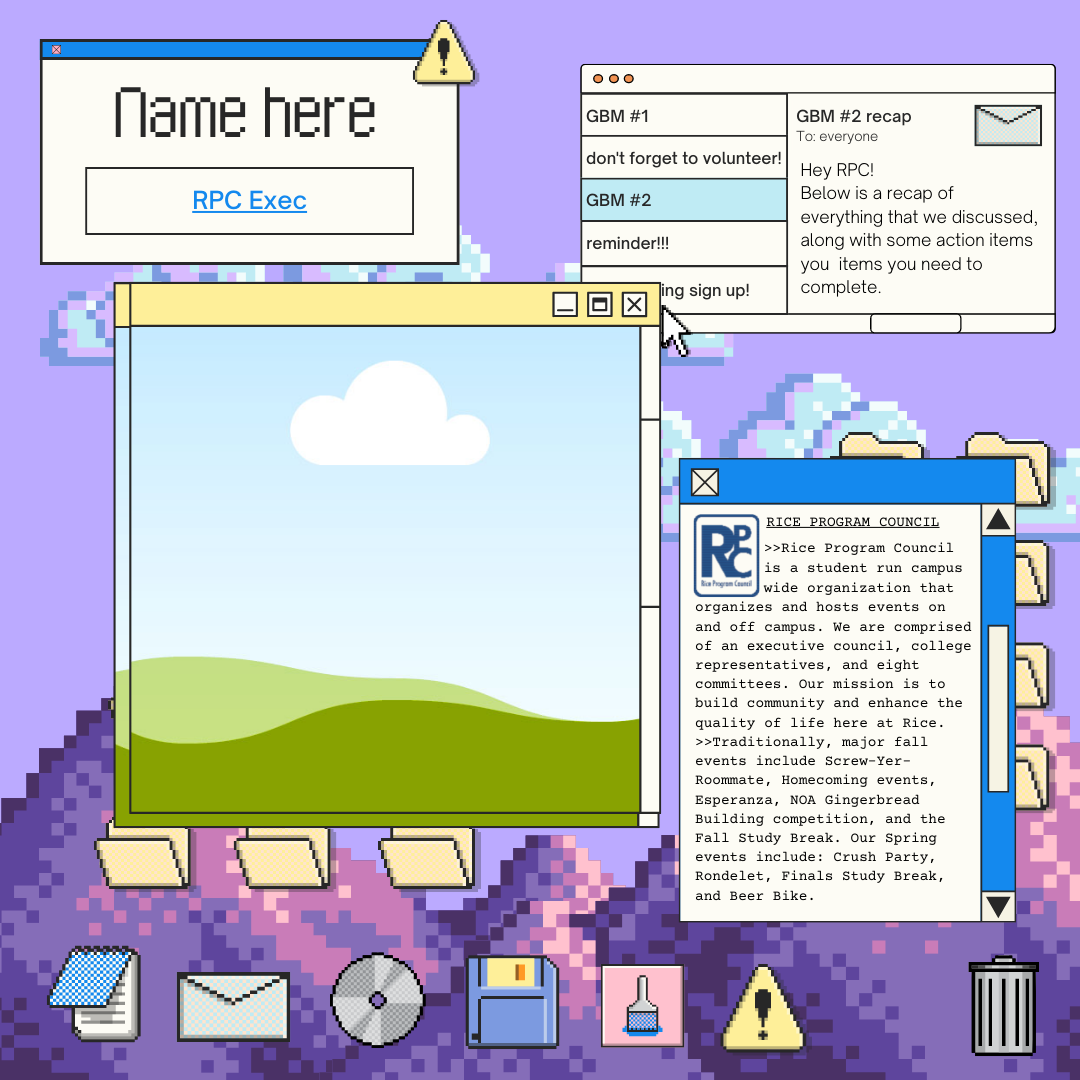 Name here
RPC Exec
GBM #1
don't forget to volunteer!
GBM #2
reminder!!!
ing sign up!
GBM #2 recap
To: everyone
Hey RPC!
Below is a recap of
everything that we discussed,
along with some action items
you  items you need to
complete.
RPC
Rice Program Council
RICE PROGRAM COUNCIL
>>Rice Program Council
is a student run campus
wide organization that
organizes and hosts events on
and off campus. We are comprised
of an executive council, college
representatives, and eight
committees. Our mission is to
build community and enhance the
quality of life here at Rice.
>>Traditionally, major fall
events include Screw-Yer-
Roommate, Homecoming events,
Esperanza, NOA Gingerbread
Building competition, and the
Fall Study Break. Our Spring
events include: Crush Party,
Rondelet, Finals Study Break,
and Beer Bike.